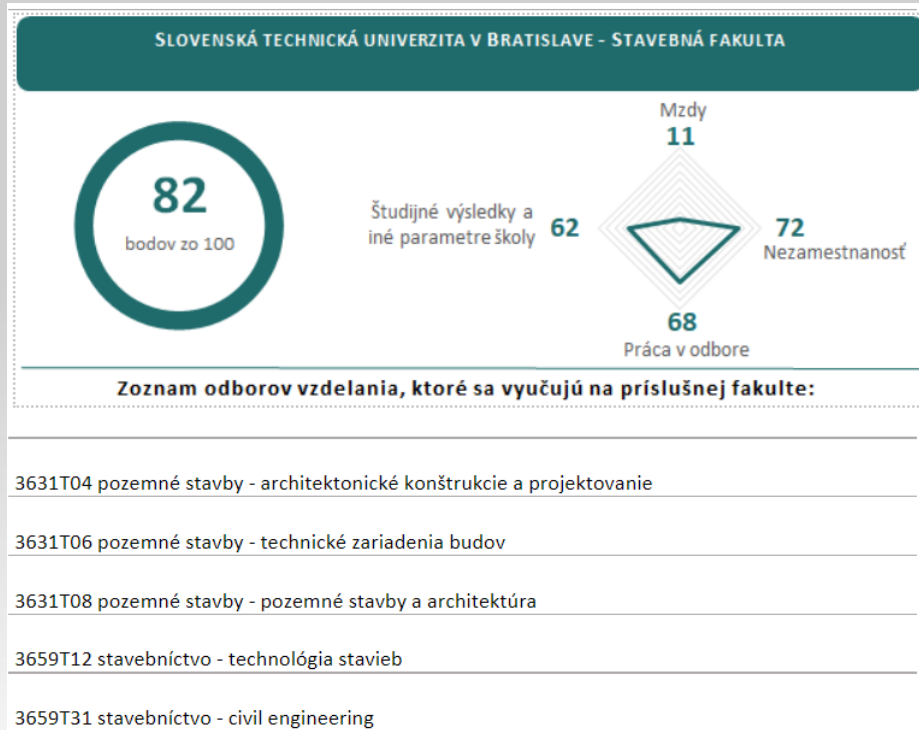 SLOVENSKÁ TECHNICKÁ UNIVERZITA V BRATISLAVE - STAVEBNÁ FAKULTA
82
bodov zo 100
Mzdy
11
Študijné výsledky a
iné parametre školy
62
72
Nezamestnanosť
68
Práca v odbore
Zoznam odborov vzdelania, ktoré sa vyučujú na príslušnej fakulte:
3631T04 pozemné stavby - architektonické konštrukcie a projektovanie
3631T06 pozemné stavby - technické zariadenia budov
3631T08 pozemné stavby - pozemné stavby a architektúra
3659T12 stavebníctvo - technológia stavieb
3659T31 stavebníctvo - civil engineering